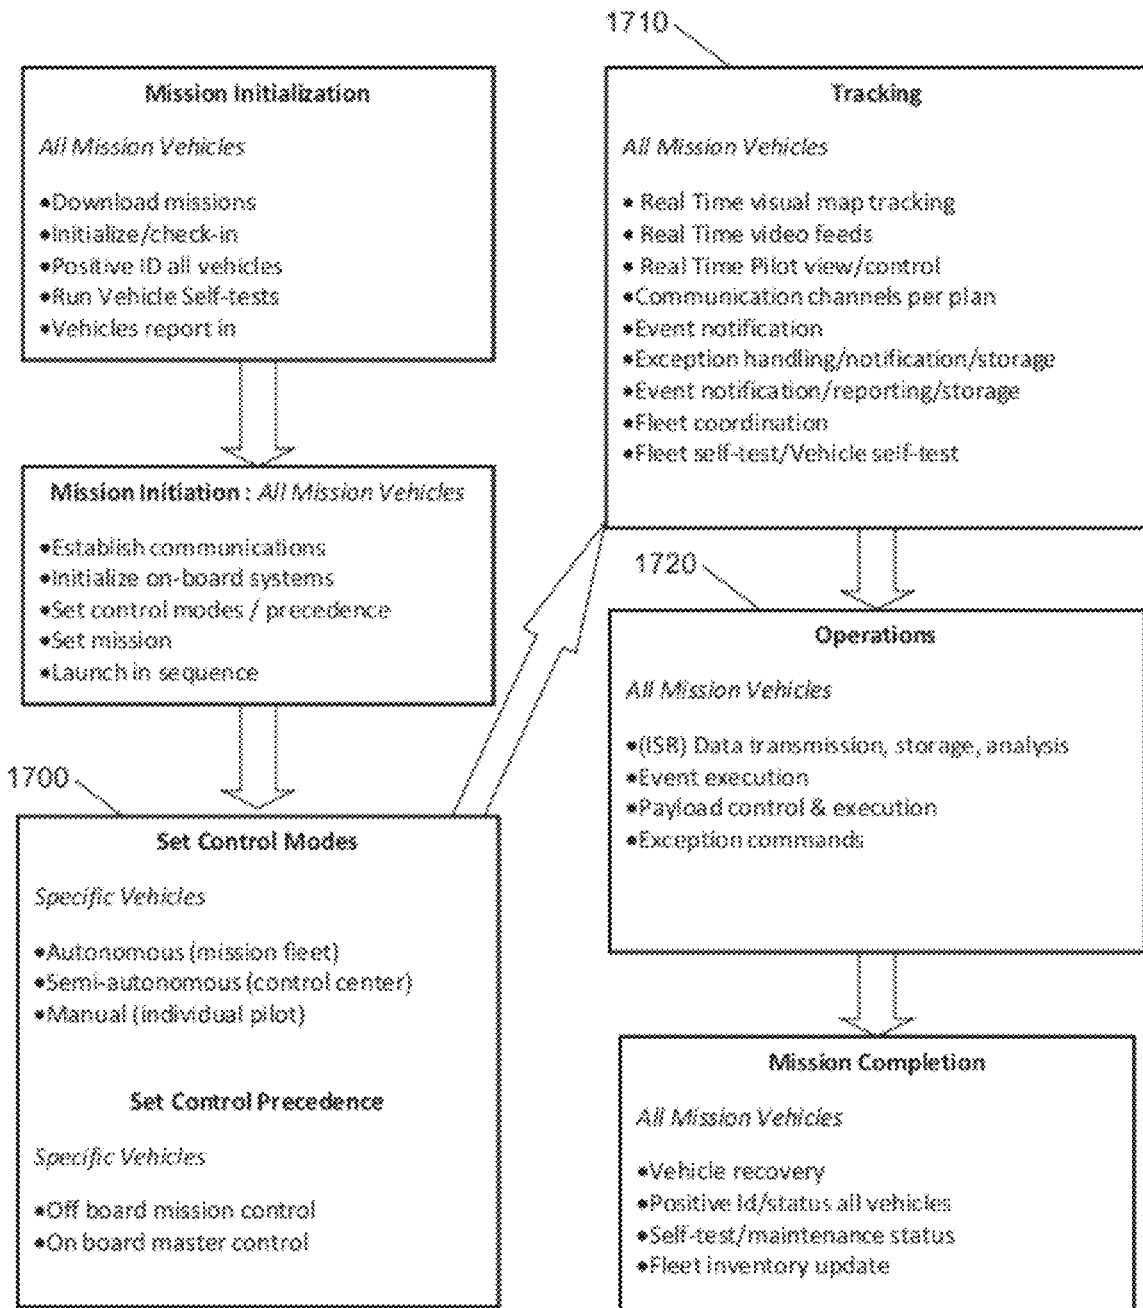 Mission Initialization
All Mission Vehicles
•Download missions
•Initialize/check-in
•Positive ID all vehicles
•Run Vehicle Self-tests
•Vehicles report in
Mission Initiation : All Mission Vehicles
•Establish communications
•Initialize on-board systems
•Set control modes / precedence
•Set mission
•Launch in sequence
1700
Set Control Modes
Specific Vehicles
•Autonomous (mission fleet)
•Semi-autonomous (control center)
•Manual (individual pilot)
Set Control Precedence
Specific Vehicles
•Off board mission control
•On board master control
1710
Tracking
All Mission Vehicles
• Real Time visual map tracking
• Real Time video feeds
• Real Time Pilot view/control
•Communication channels per plan
•Event notification
•Exception handling/notification/storage
•Event notification/reporting/storage
•Fleet coordination
•Fleet self-test/Vehicle self-test
1720
Operations
All Mission Vehicles
•(ISR) Data transmission, storage, analysis
•Event execution
•Payload control & execution
•Exception commands
Mission Completion
All Mission Vehicles
•Vehicle recovery
•Positive Id/status all vehicles
•Self-test/maintenance status
•Fleet inventory update